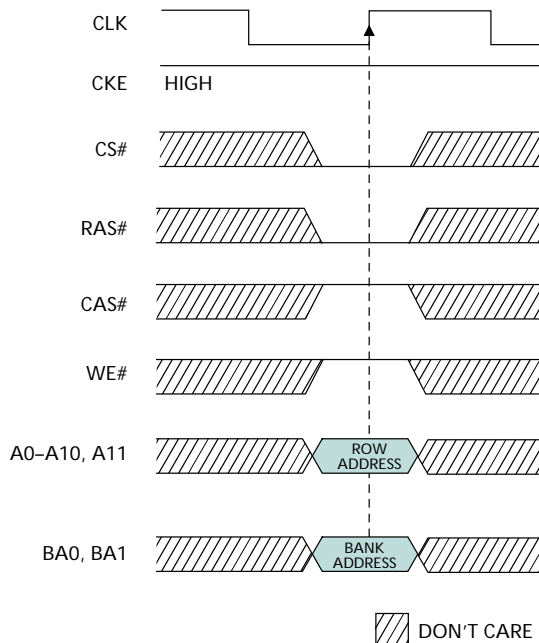 CLK
CKE HIGH
CS#
RAS#
CAS#
WE#
A0–A10, A11
ROW
ADDRESS
BA0, BA1
BANK
ADDRESS
DON'T CARE